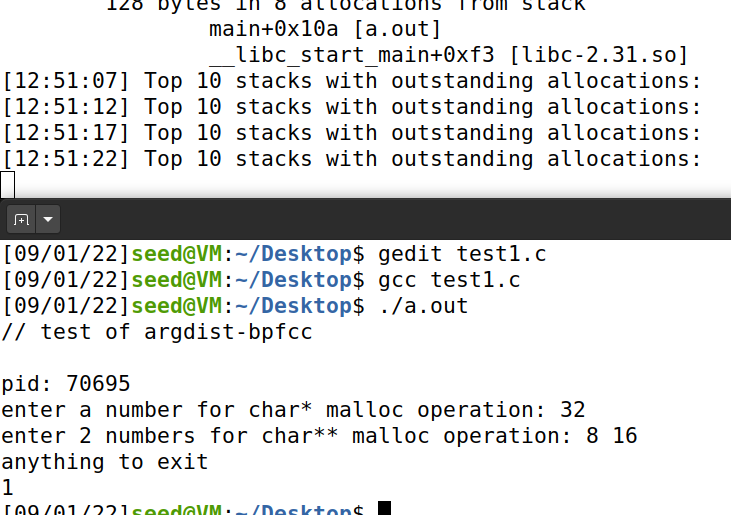 128 bytes in 8 allocations from stack
main+0x10a [a.out]
__libc_start_main+0xf3 [libc-2.31.so]
[12:51:07] Top 10 stacks with outstanding allocations:
[12:51:12] Top 10 stacks with outstanding allocations:
[12:51:17] Top 10 stacks with outstanding allocations:
[12:51:22] Top 10 stacks with outstanding allocations:
[09/01/22]seed@VM:~/Desktop$ gedit test1.c
[09/01/22]seed@VM:~/Desktop$ gcc test1.c
[09/01/22]seed@VM:~/Desktop$ ./a.out
// test of argdist-bpfcc
pid: 70695
enter a number for char* malloc operation: 32
enter 2 numbers for char** malloc operation: 8 16
anything to exit
1
[09/01/22]seed@VM:~/Desktop$